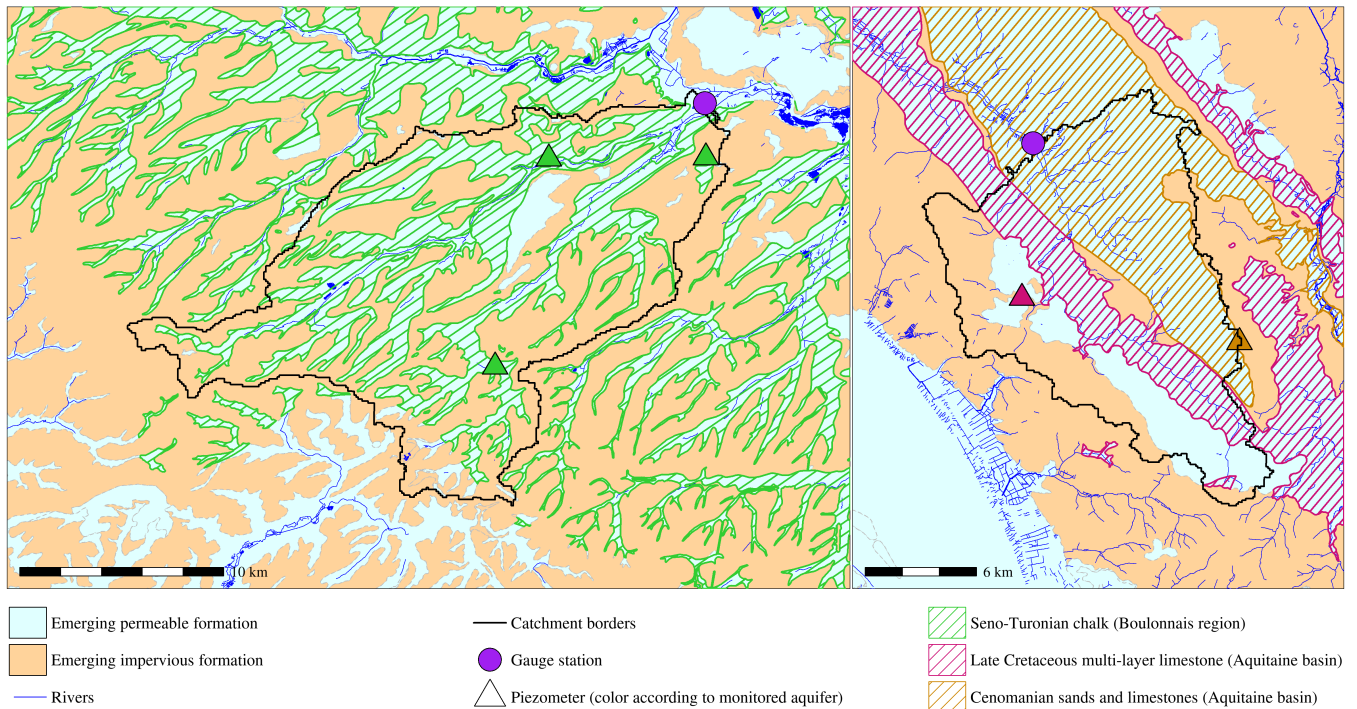 10 km
6 km
Emerging permeable formation
Catchment borders
Seno-Turonian chalk (Boulonnais region)
Emerging impervious formation
Gauge station
Late Cretaceous multi-layer limestone (Aquitaine basin)
Rivers
Piezometer (color according to monitored aquifer)
Cenomanian sands and limestones (Aquitaine basin)